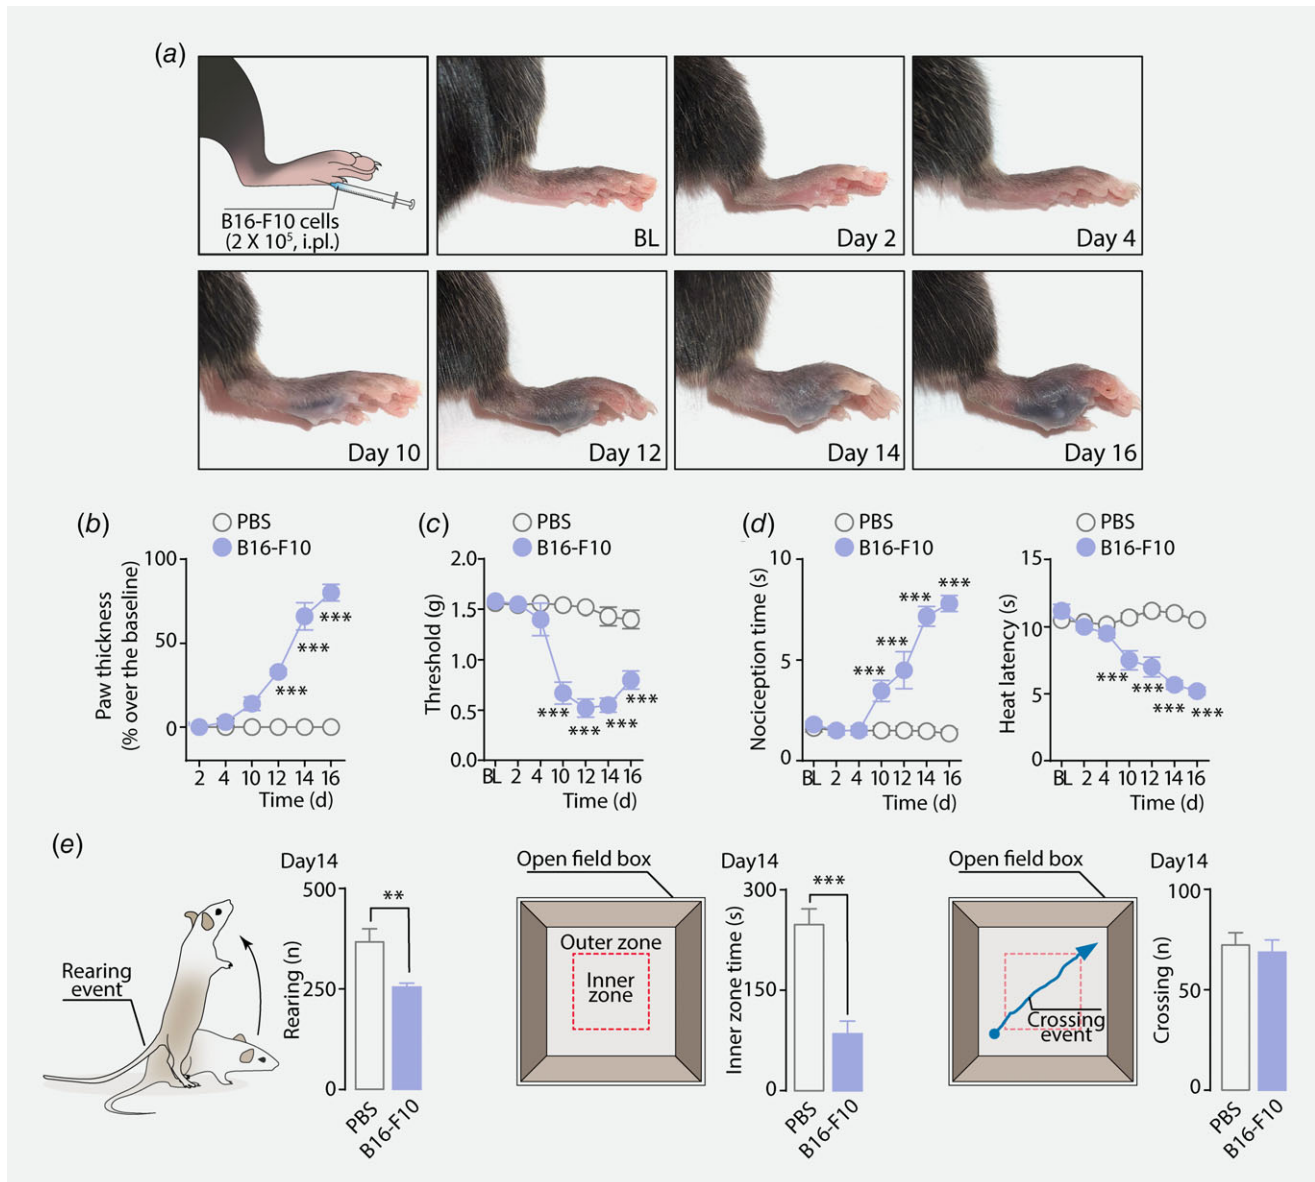 (a)
B16-F10 cells
(2 X 10⁵, i.pl.)
BL
Day 2
Day 4
Day 10
Day 12
Day 14
Day 16
(b)
PBS
B16-F10
Paw thickness
(% over the baseline)
100
50
0
***
***
***
2 4 10 12 14 16
Time (d)
(c)
PBS
B16-F10
Threshold (g)
2.0
1.5
1.0
0.5
0.0
***
***
***
***
BL 2 4 10 12 14 16
Time (d)
(d)
PBS
B16-F10
Nociception time (s)
10
5
0
***
***
***
***
BL 2 4 10 12 14 16
Time (d)
PBS
B16-F10
Heat latency (s)
15
10
5
0
***
***
***
***
BL 2 4 10 12 14 16
Time (d)
(e)
Rearing
event
Day14
Rearing (n)
500
250
0
**
PBS
B16-F10
Open field box
Outer zone
Inner
zone
Day14
Inner zone time (s)
300
150
0
***
PBS
B16-F10
Open field box
Crossing
event
Day14
Crossing (n)
100
50
0
PBS
B16-F10